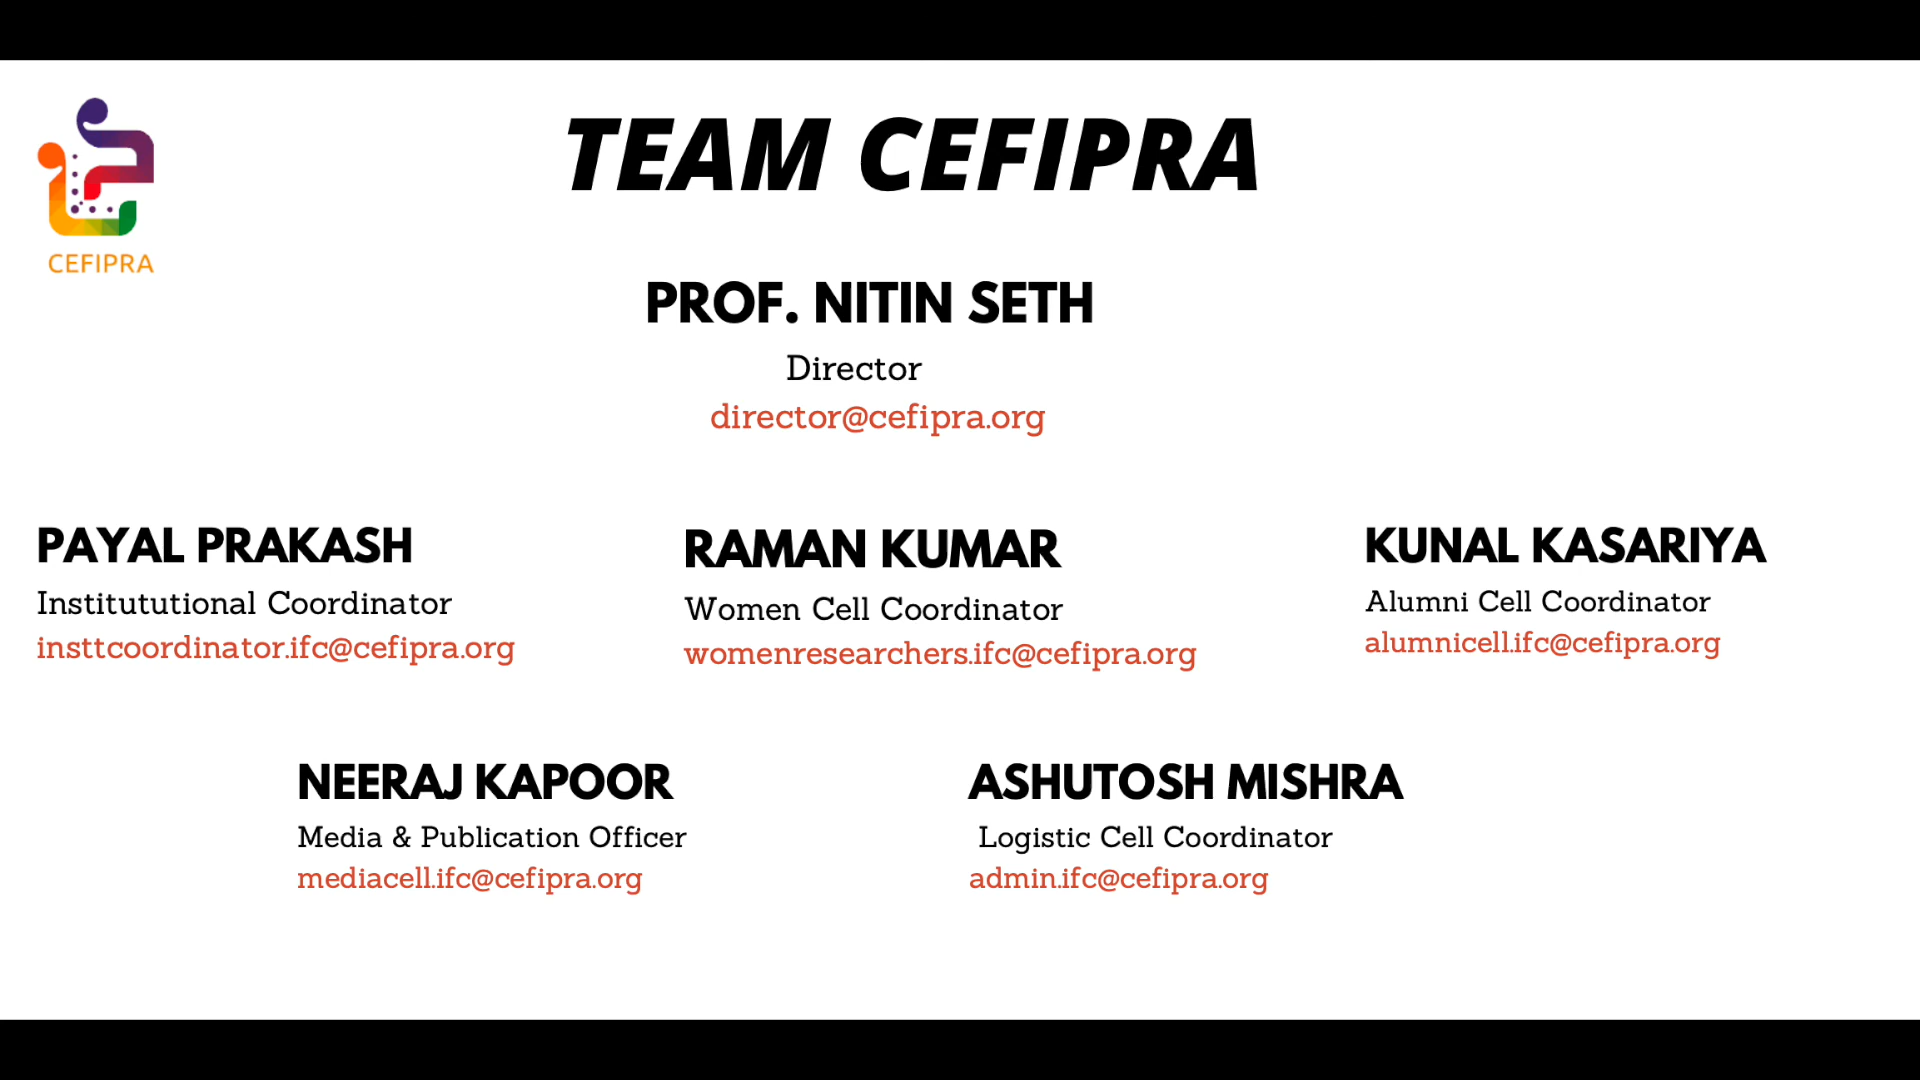 CEFIPRA
TEAM CEFIPRA
PROF. NITIN SETH
Director
director@cefipra.org
PAYAL PRAKASH
Institututional Coordinator
insttcoordinator.ifc@cefipra.org
RAMAN KUMAR
Women Cell Coordinator
womenresearchers.ifc@cefipra.org
KUNAL KASARIYA
Alumni Cell Coordinator
alumnicell.ifc@cefipra.org
NEERAJ KAPOOR
Media & Publication Officer
mediacell.ifc@cefipra.org
ASHUTOSH MISHRA
Logistic Cell Coordinator
admin.ifc@cefipra.org